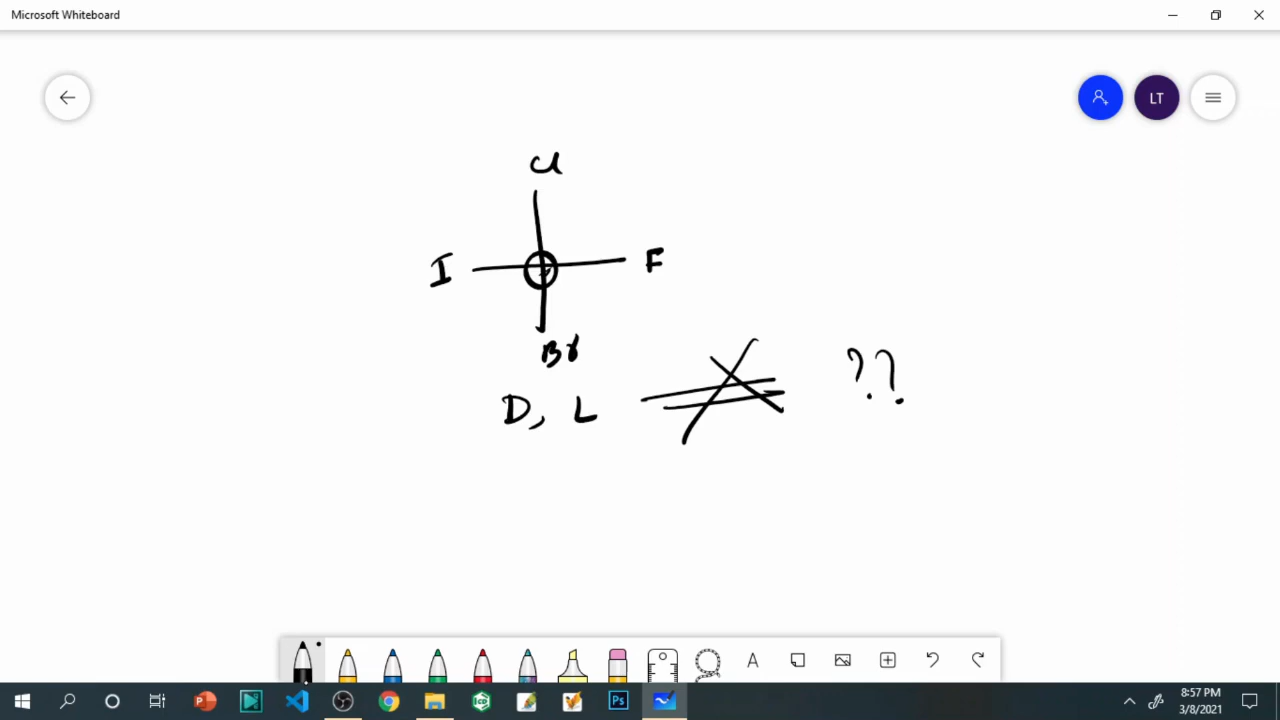 Microsoft Whiteboard
LT
Cl
I F
Br
D, L ??
A
8:57 PM
3/8/2021